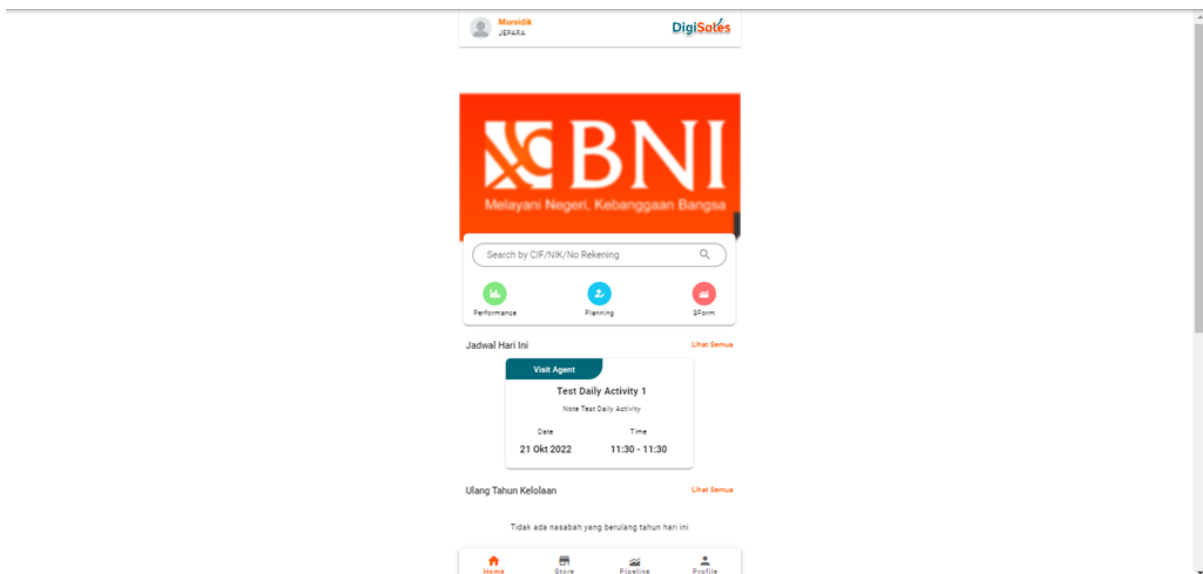 Mursidik
JEPARA
DigiSales
BNI
Melayani Negeri, Kebanggaan Bangsa
Search by CIF/NIK/No Rekening
Performance
Planning
SForm
Jadwal Hari Ini
Lihat Semua
Visit Agent
Test Daily Activity 1
Note Test Daily Activity
Date
Time
21 Okt 2022
11:30 - 11:30
Ulang Tahun Kelolaan
Lihat Semua
Tidak ada nasabah yang berulang tahun hari ini
Home
Store
Pipeline
Profile